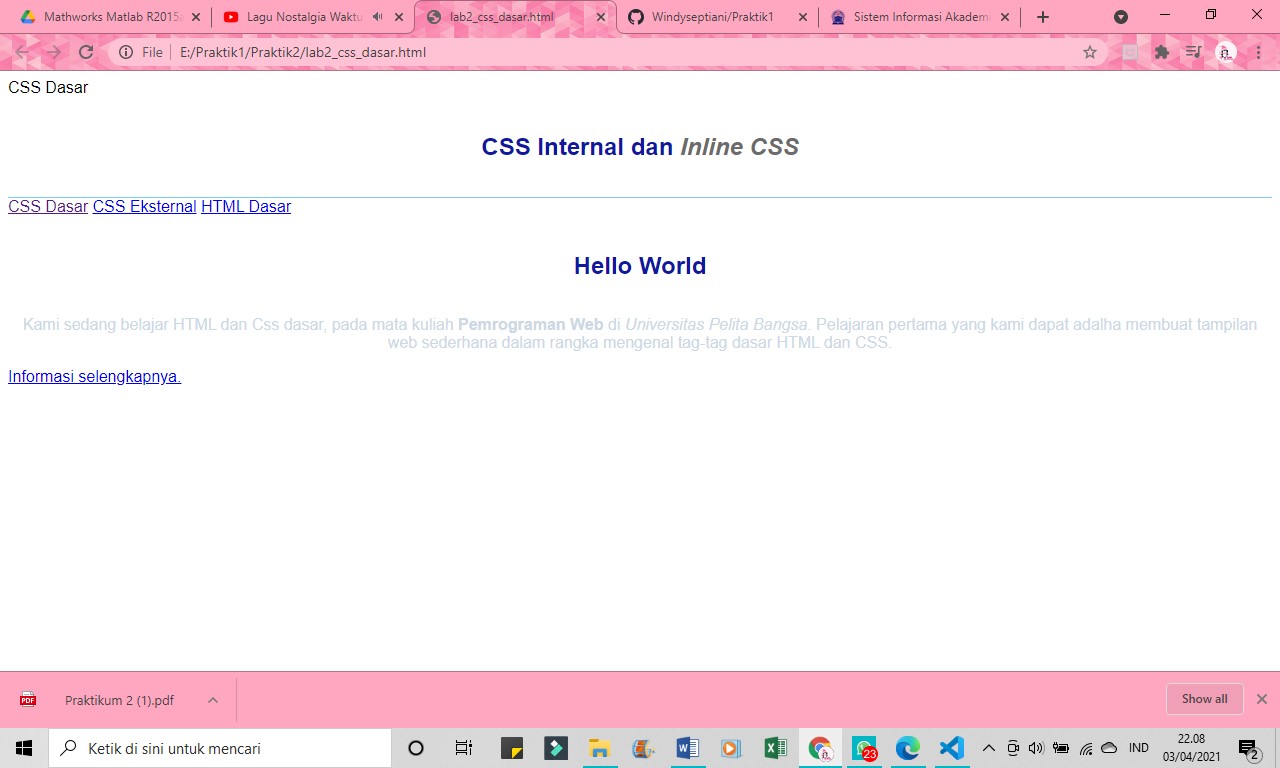 Mathworks Matlab R2015
Lagu Nostalgia Waktu
lab2_css_dasar.html
Windyseptiani/Praktik1
Sistem Informasi Akadem
File | E:/Praktik1/Praktik2/lab2_css_dasar.html
CSS Dasar
CSS Internal dan Inline CSS
CSS Dasar CSS Eksternal HTML Dasar
Hello World
Kami sedang belajar HTML dan Css dasar, pada mata kuliah Pemrograman Web di Universitas Pelita Bangsa. Pelajaran pertama yang kami dapat adalha membuat tampilan
web sederhana dalam rangka mengenal tag-tag dasar HTML dan CSS.
Informasi selengkapnya.
PDF
Praktikum 2 (1).pdf
Show all
Ketik di sini untuk mencari
23
IND
22.08
03/04/2021
2